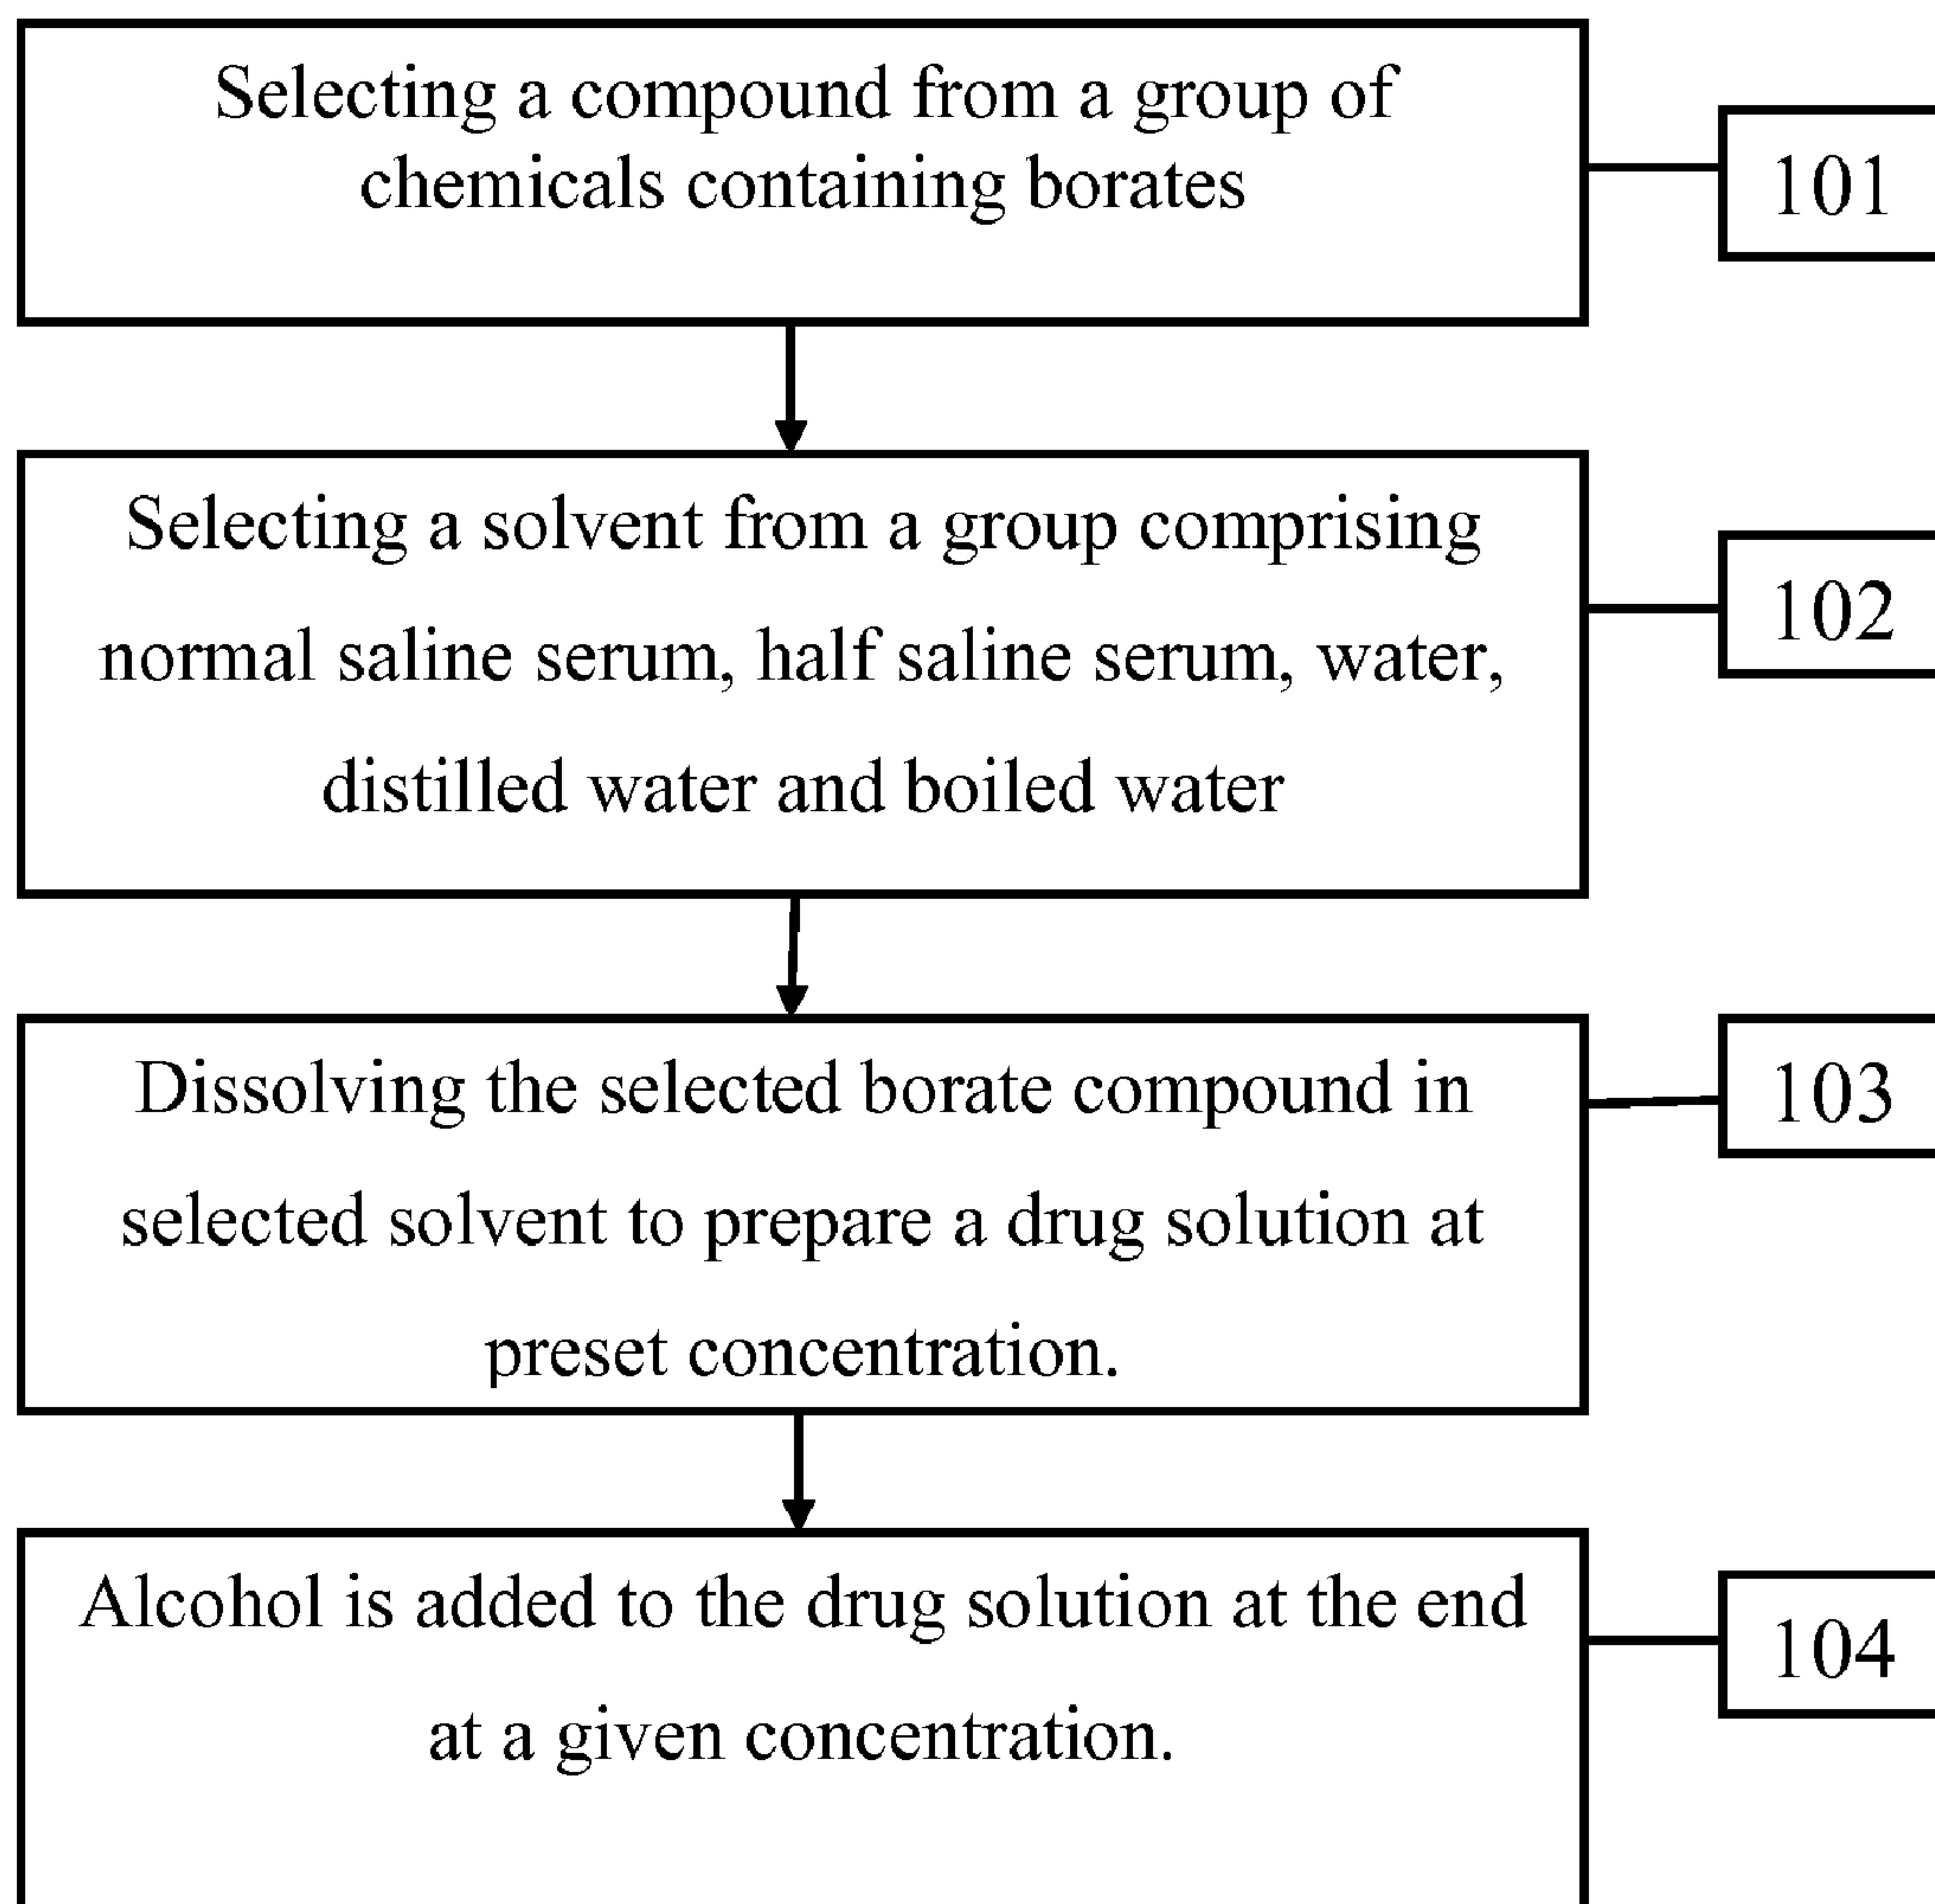 Selecting a compound from a group of
chemicals containing borates
101
Selecting a solvent from a group comprising
normal saline serum, half saline serum, water,
distilled water and boiled water
102
Dissolving the selected borate compound in
selected solvent to prepare a drug solution at
preset concentration.
103
Alcohol is added to the drug solution at the end
at a given concentration.
104